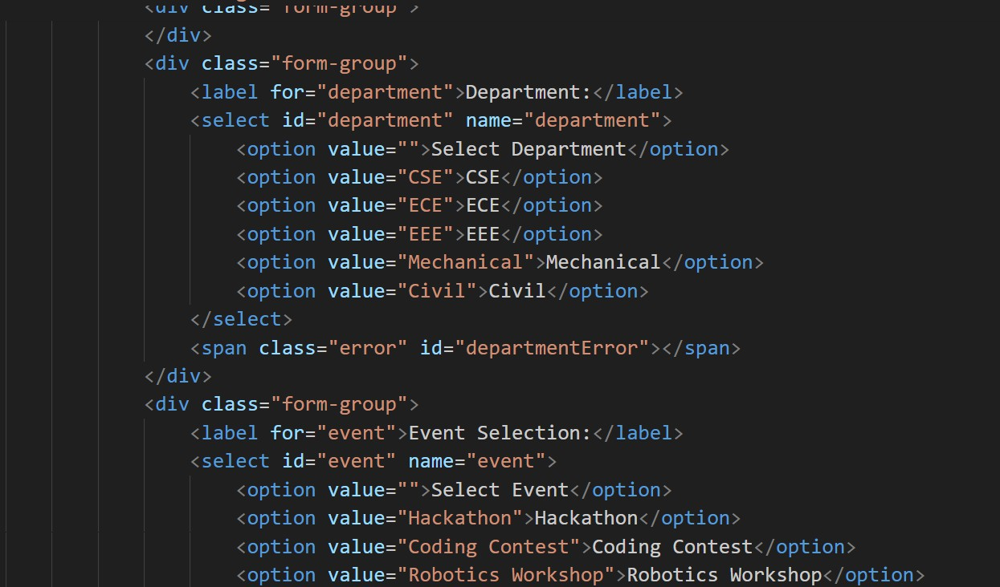 <div class="form-group">
</div>
<div class="form-group">
<label for="department">Department:</label>
<select id="department" name="department">
<option value="">Select Department</option>
<option value="CSE">CSE</option>
<option value="ECE">ECE</option>
<option value="EEE">EEE</option>
<option value="Mechanical">Mechanical</option>
<option value="Civil">Civil</option>
</select>
<span class="error" id="departmentError"></span>
</div>
<div class="form-group">
<label for="event">Event Selection:</label>
<select id="event" name="event">
<option value="">Select Event</option>
<option value="Hackathon">Hackathon</option>
<option value="Coding Contest">Coding Contest</option>
<option value="Robotics Workshop">Robotics Workshop</option>